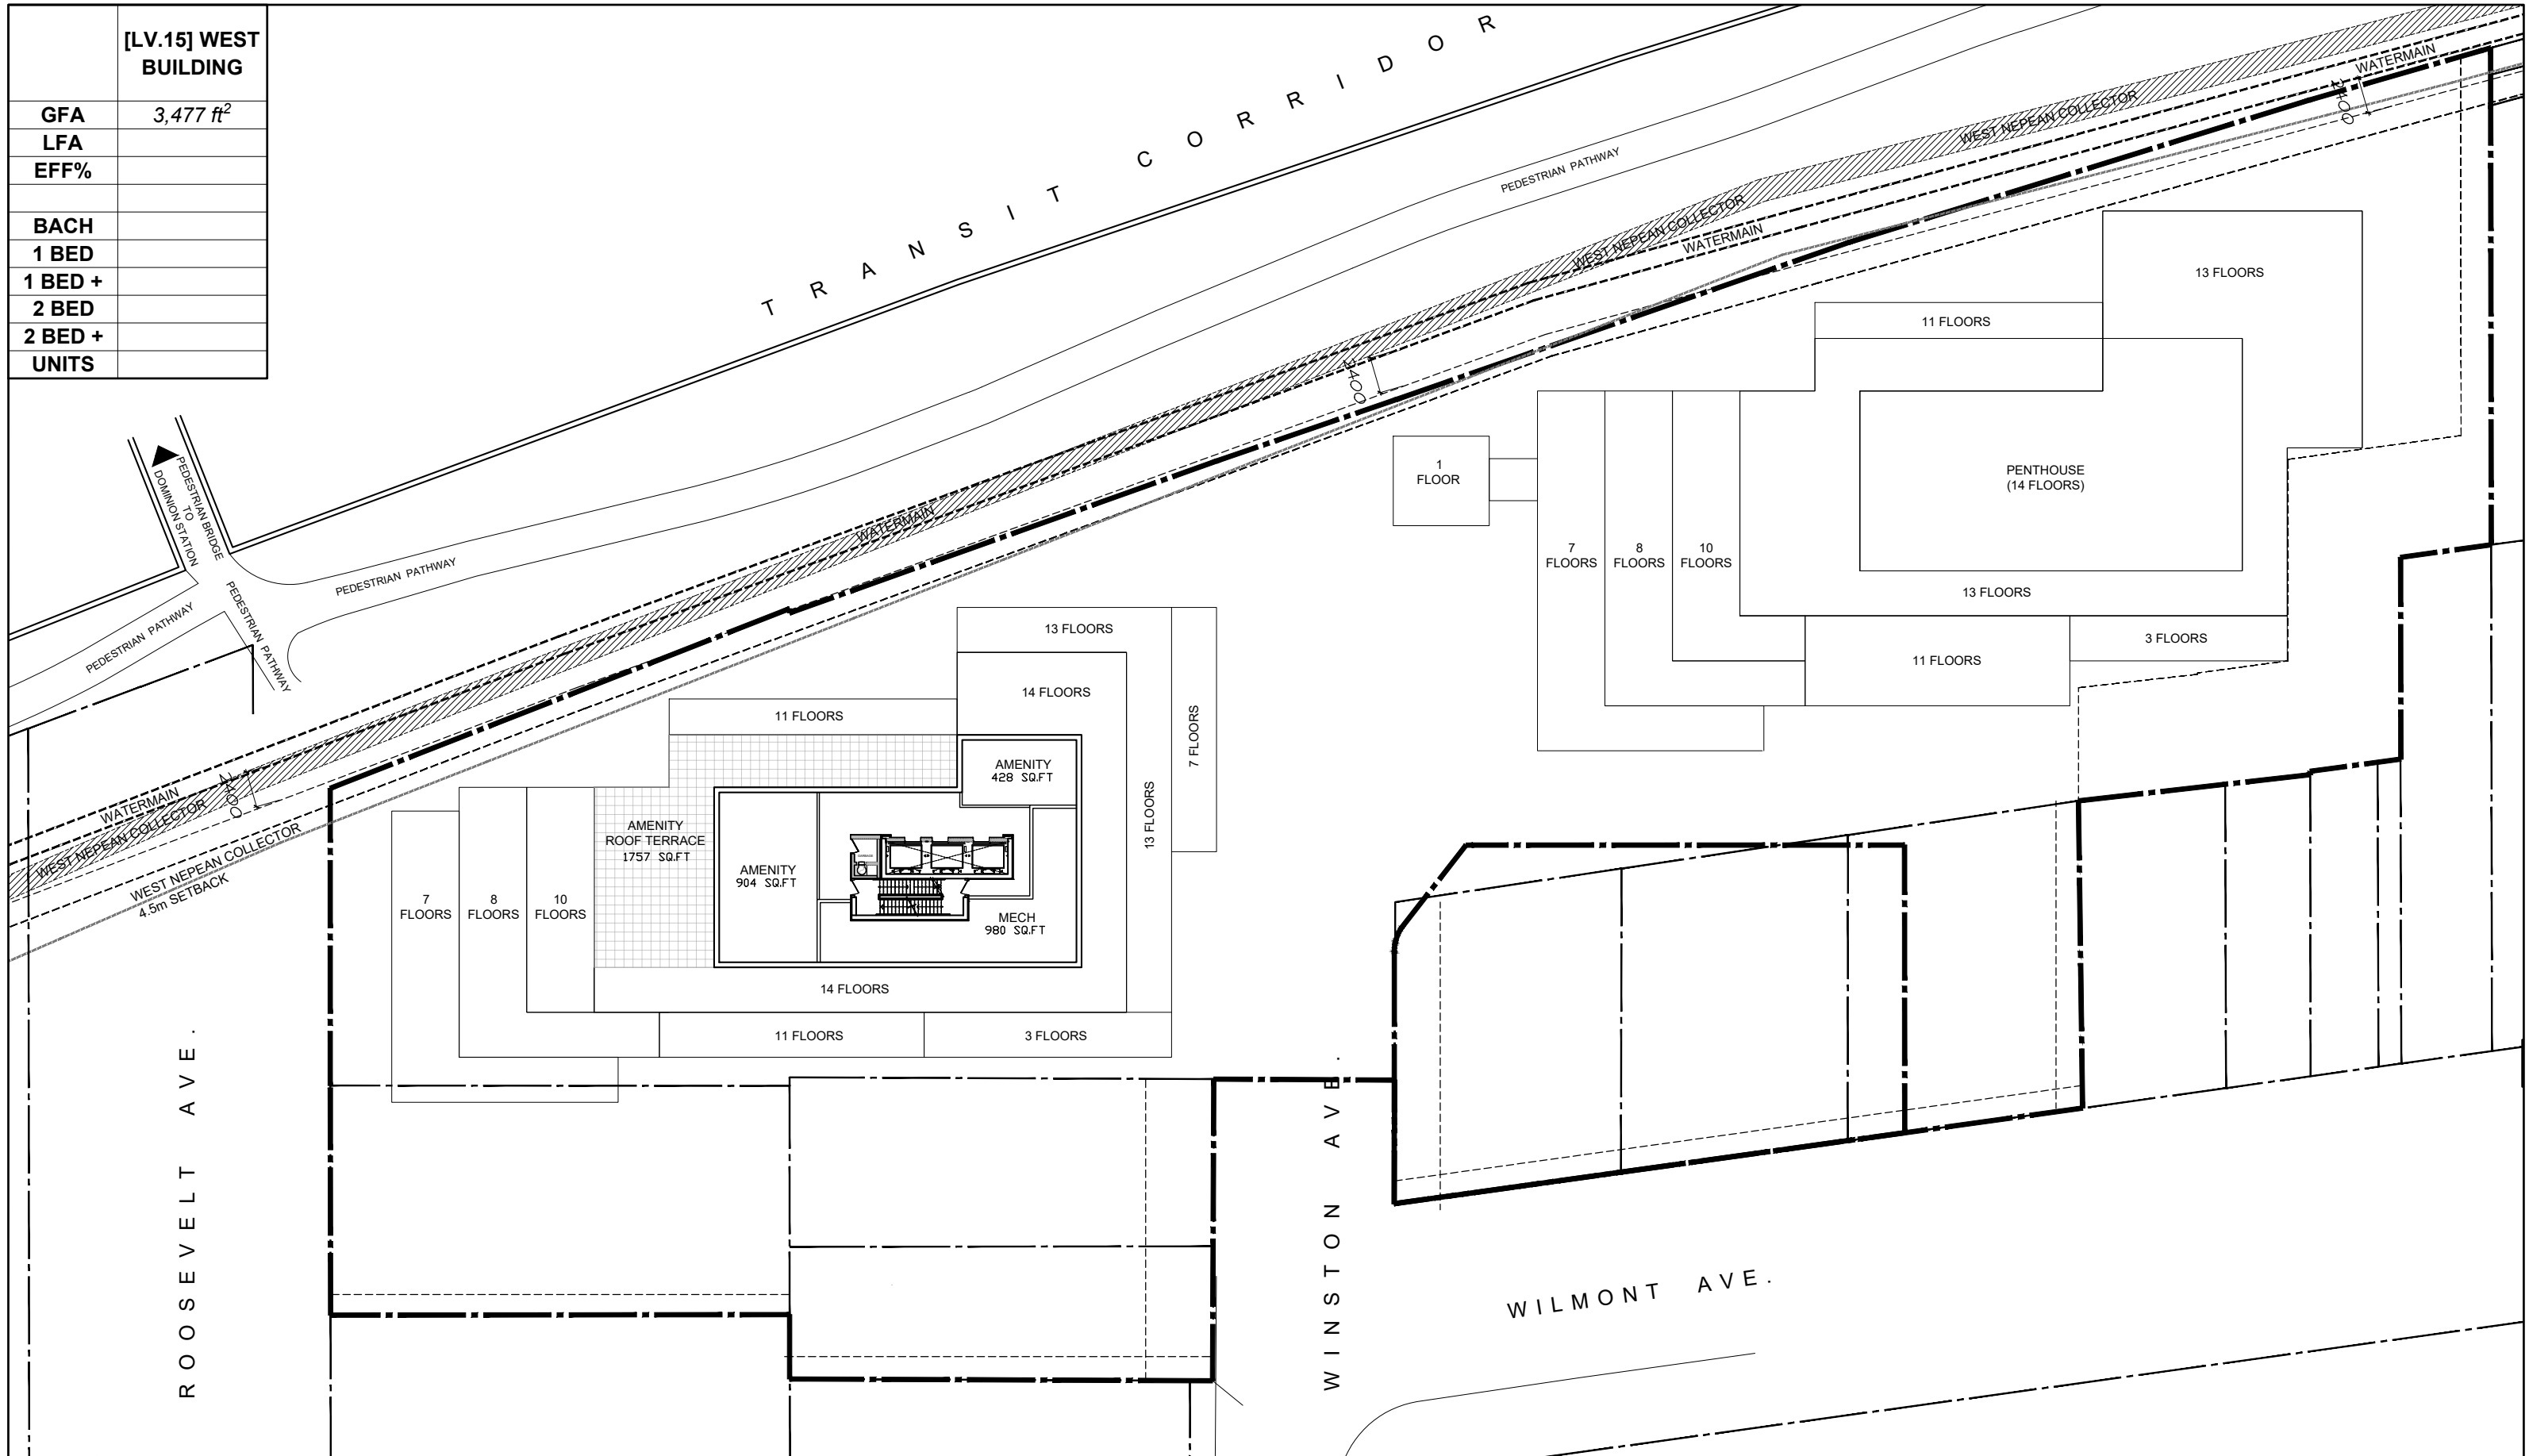 [LV.15] WEST
BUILDING
GFA 3,477 ft²
LFA
EFF%
BACH
1 BED
1 BED +
2 BED
2 BED +
UNITS
TRANSIT CORRIDOR
WATERMAIN
2400
WEST NEPEAN COLLECTOR
PEDESTRIAN PATHWAY
WEST NEPEAN COLLECTOR
WATERMAIN
13 FLOORS
11 FLOORS
2400
1
FLOOR
PENTHOUSE
(14 FLOORS)
7
FLOORS
8
FLOORS
10
FLOORS
13 FLOORS
3 FLOORS
11 FLOORS
PEDESTRIAN BRIDGE
TO
DOMINION STATION
WATERMAIN
PEDESTRIAN PATHWAY
PEDESTRIAN PATHWAY
PEDESTRIAN PATHWAY
13 FLOORS
14 FLOORS
11 FLOORS
7 FLOORS
AMENITY
428 SQ.FT
13 FLOORS
2400
WATERMAIN
WEST NEPEAN COLLECTOR
WEST NEPEAN COLLECTOR
4.5m SETBACK
AMENITY
ROOF TERRACE
1757 SQ.FT
AMENITY
904 SQ.FT
7
FLOORS
8
FLOORS
10
FLOORS
MECH
980 SQ.FT
14 FLOORS
11 FLOORS
3 FLOORS
ROOSEVELT AVE.
WINSTON AVE.
WILMONT AVE.